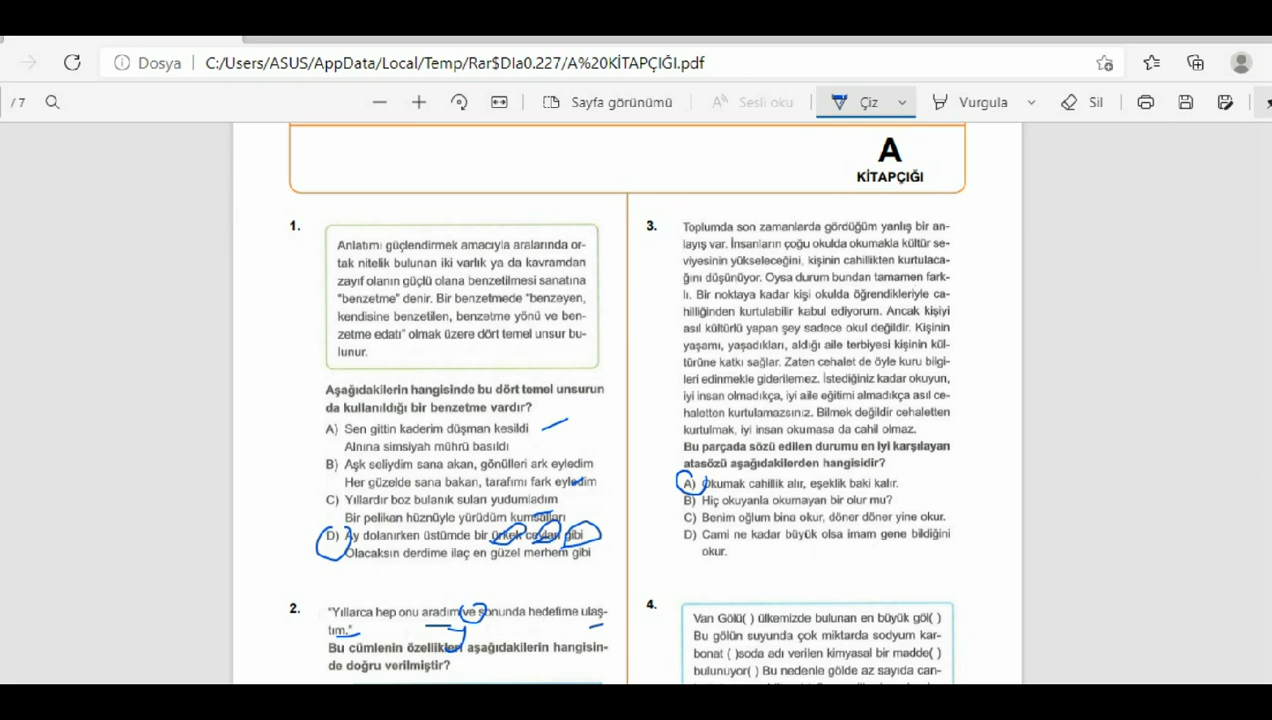 Dosya
C:/Users/ASUS/AppData/Local/Temp/Rar$DIa0.227/A%20KİTAPÇIĞI.pdf
/ 7
Sayfa görünümü
Sesli oku
Çiz
Vurgula
Sil
A
KİTAPÇIĞI
1.
Anlatımı güçlendirmek amacıyla aralarında or-
tak nitelik bulunan iki varlık ya da kavramdan
zayıf olanın güçlü olana benzetilmesi sanatına
"benzetme" denir. Bir benzetmede "benzeyen,
kendisine benzetilen, benzetme yönü ve ben-
zetme edatı" olmak üzere dört temel unsur bu-
lunur.
Aşağıdakilerin hangisinde bu dört temel unsurun
da kullanıldığı bir benzetme vardır?
A) Sen gittin kaderim düşman kesildi
Alnına simsiyah mührü basıldı
B) Aşk seliydim sana akan, gönülleri ark eyledim
Her güzelde sana bakan, tarafımı fark eyledim
C) Yıllardır boz bulanık suları yudumladım
Bir pelikan hüznüyle yürüdüm kumsalları
D) Ay dolanırken üstümde bir ürkek ceylan gibi
Olacaksın derdime ilaç en güzel merhem gibi
2.
"Yıllarca hep onu aradım ve sonunda hedefime ulaş-
tım."
Bu cümlenin özellikleri aşağıdakilerin hangisin-
de doğru verilmiştir?
3.
Toplumda son zamanlarda gördüğüm yanlış bir an-
layış var. İnsanların çoğu okulda okumakla kültür se-
viyesinin yükseleceğini, kişinin cahillikten kurtulaca-
ğını düşünüyor. Oysa durum bundan tamamen fark-
lı. Bir noktaya kadar kişi okulda öğrendikleriyle ca-
hilliğinden kurtulabilir kabul ediyorum. Ancak kişiyi
asıl kültürlü yapan şey sadece okul değildir. Kişinin
yaşamı, yaşadıkları, aldığı aile terbiyesi kişinin kül-
türüne katkı sağlar. Zaten cehalet de öyle kuru bilgi-
leri edinmekle giderilemez. İstediğiniz kadar okuyun,
iyi insan olmadıkça, iyi aile eğitimi almadıkça asıl ce-
haletten kurtulamazsınız. Bilmek değildir cehaletten
kurtulmak, iyi insan okumasa da cahil olmaz.
Bu parçada sözü edilen durumu en iyi karşılayan
atasözü aşağıdakilerden hangisidir?
A) Okumak cahillik alır, eşeklik baki kalır.
B) Hiç okuyanla okumayan bir olur mu?
C) Benim oğlum bina okur, döner döner yine okur.
D) Cami ne kadar büyük olsa imam gene bildiğini
okur.
4.
Van Gölü( ) ülkemizde bulunan en büyük göl( )
Bu gölün suyunda çok miktarda sodyum kar-
bonat ( )soda adı verilen kimyasal bir madde( )
bulunuyor( ) Bu nedenle gölde az sayıda can-